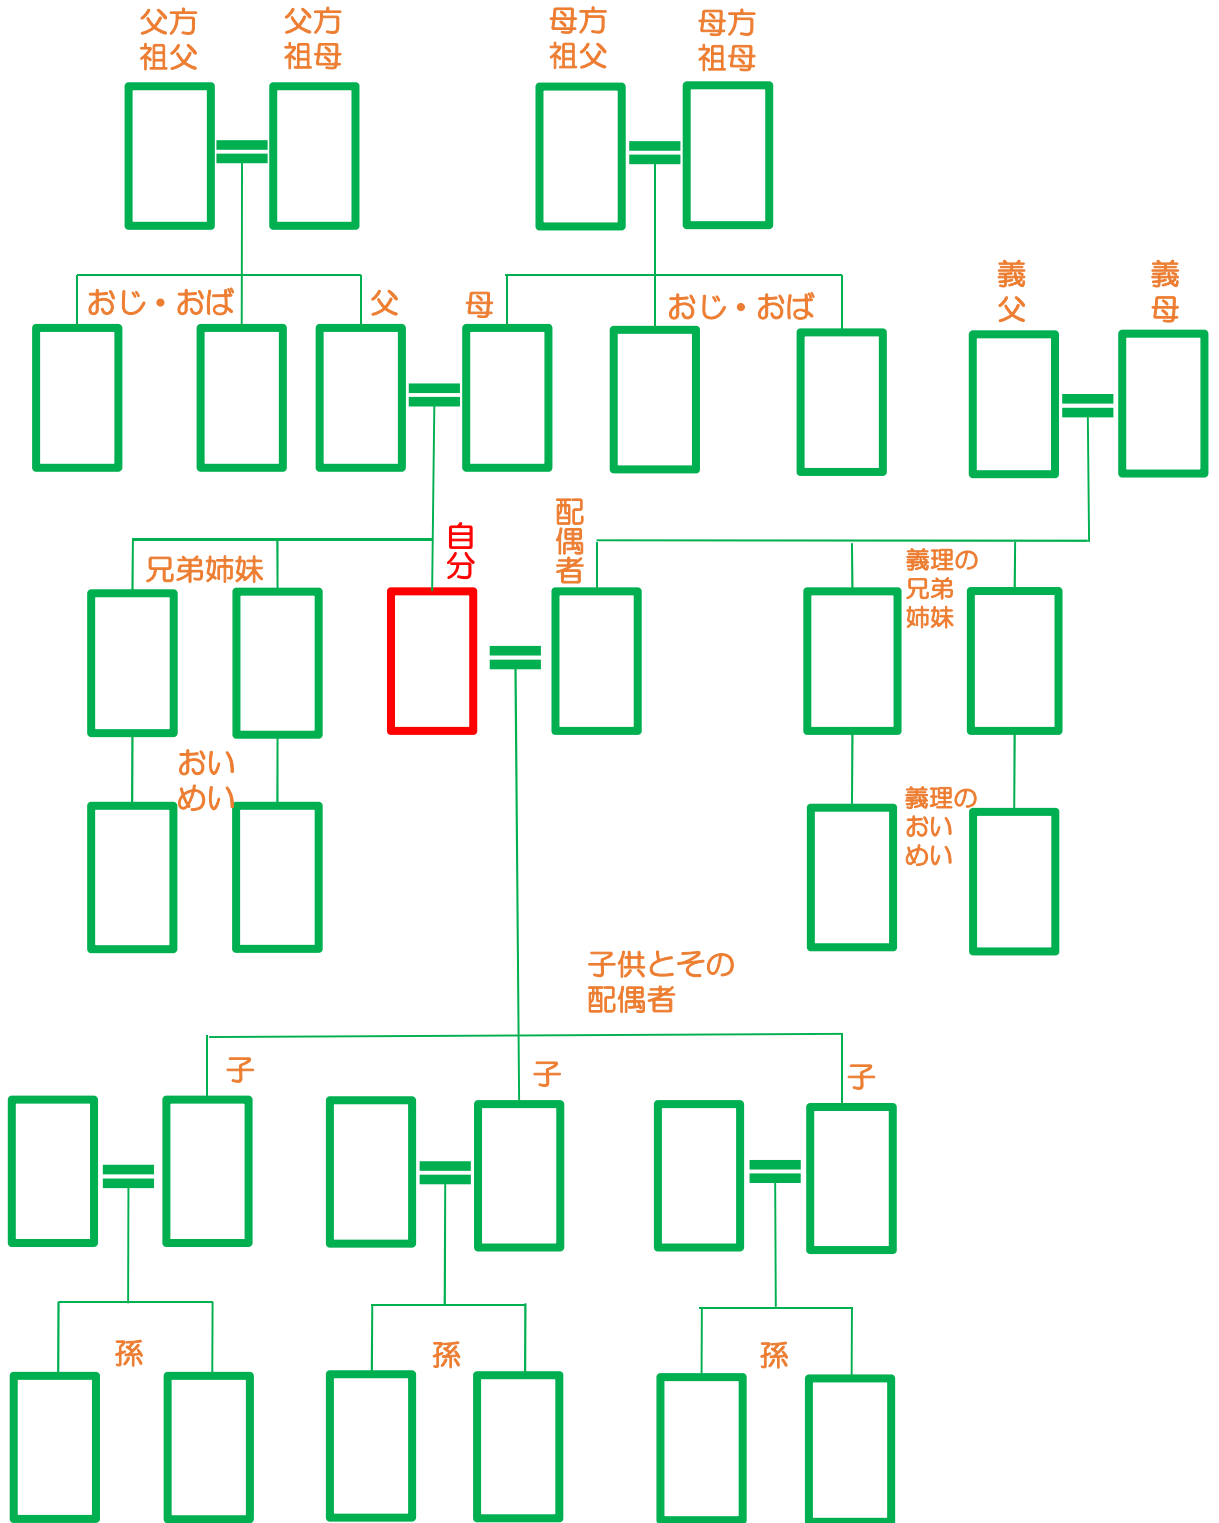 父方
祖父
父方
祖母
母方
祖父
母方
祖母
おじ・おば
父
母
おじ・おば
義
父
義
母
兄弟姉妹
自
分
配
偶
者
義理の
兄弟
姉妹
おい
めい
義理の
おい
めい
子供とその
配偶者
子
子
子
孫
孫
孫